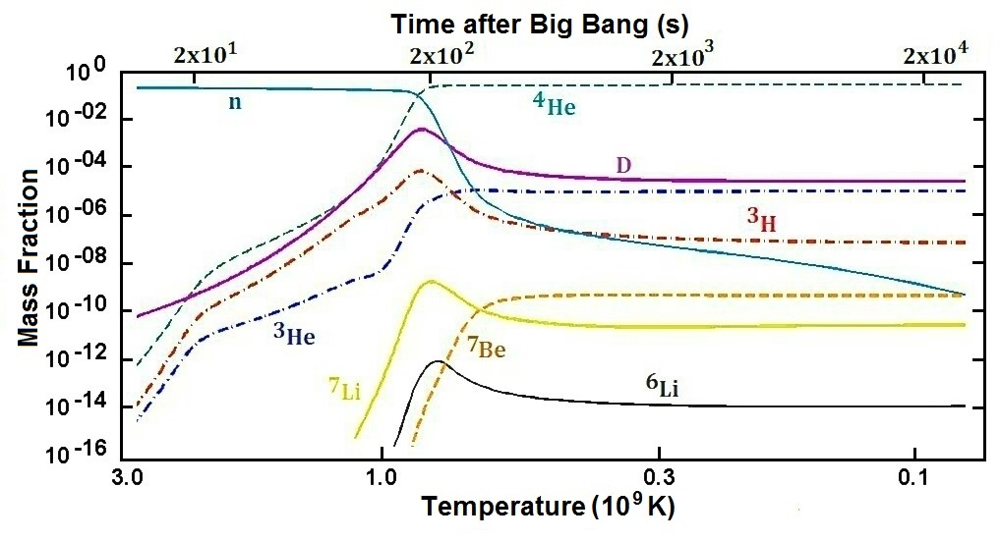 Time after Big Bang (s)
2x10¹ 2x10² 2x10³ 2x10⁴
10⁰
10⁻⁰²
10⁻⁰⁴
10⁻⁰⁶
10⁻⁰⁸
10⁻¹⁰
10⁻¹²
10⁻¹⁴
10⁻¹⁶
Mass Fraction
n
⁴He
D
³H
³He
⁷Li
⁷Be
⁶Li
3.0 1.0 0.3 0.1
Temperature (10⁹ K)